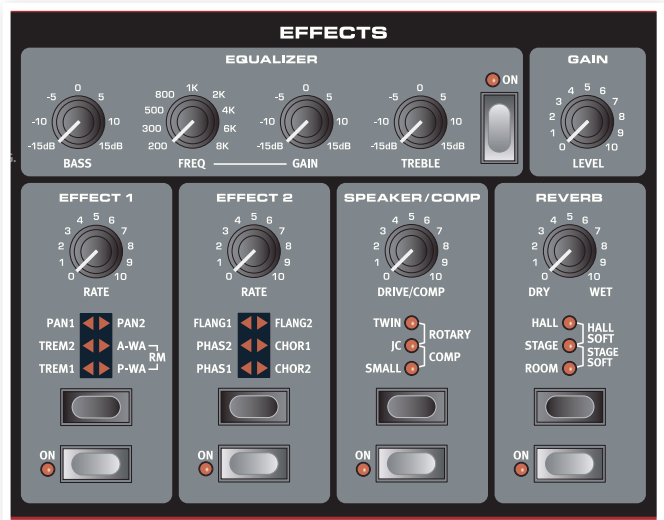 EFFECTS
EQUALIZER
GAIN
-15dB -10 -5 0 5 10 15dB
BASS
200 300 500 800 1K 2K 4K 6K 8K
FREQ
-15dB -10 -5 0 5 10 15dB
GAIN
-15dB -10 -5 0 5 10 15dB
TREBLE
ON
0 1 2 3 4 5 6 7 8 9 10
LEVEL
EFFECT 1
0 1 2 3 4 5 6 7 8 9 10
RATE
PAN1 PAN2
TREM2 A-WA
RM
TREM1 P-WA
ON
EFFECT 2
0 1 2 3 4 5 6 7 8 9 10
RATE
FLANG1 FLANG2
PHAS2 CHOR1
PHAS1 CHOR2
ON
SPEAKER/COMP
0 1 2 3 4 5 6 7 8 9 10
DRIVE/COMP
TWIN
ROTARY
JC
COMP
SMALL
ON
REVERB
0 1 2 3 4 5 6 7 8 9 10
DRY WET
HALL
HALL
SOFT
STAGE
STAGE
SOFT
ROOM
ON